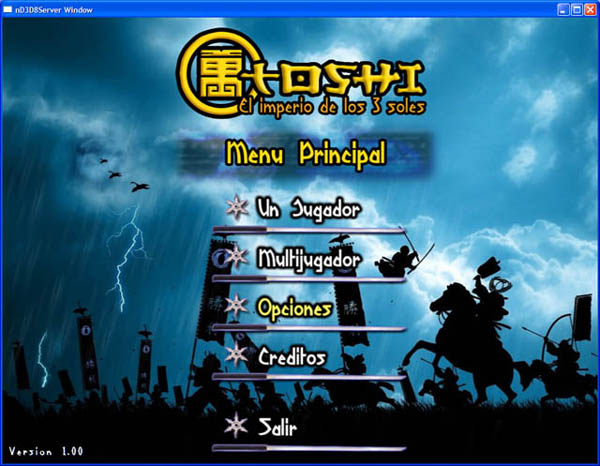 nD3D8Server Window
萬
TOSHI
El imperio de los 3 soles
Menu Principal
Un Jugador
Multijugador
Opciones
Creditos
Salir
Version 1.00